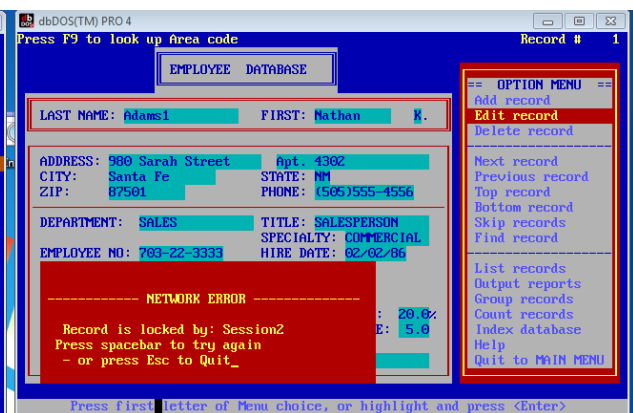 dbDOS(TM) PRO 4
Press F9 to look up Area code Record # 1
EMPLOYEE DATABASE
LAST NAME: Adams1 FIRST: Nathan K.
ADDRESS: 980 Sarah Street Apt. 4302
CITY: Santa Fe STATE: NM
ZIP: 87501 PHONE: (505)555-4556
DEPARTMENT: SALES TITLE: SALESPERSON
SPECIALTY: COMMERCIAL
EMPLOYEE NO: 703-22-3333 HIRE DATE: 02/02/86
------------ NETWORK ERROR --------------
: 20.0%
Record is locked by: Session2 E: 5.0
Press spacebar to try again
- or press Esc to Quit_
== OPTION MENU ==
Add record
Edit record
Delete record
Next record
Previous record
Top record
Bottom record
Skip records
Find record
List records
Output reports
Group records
Count records
Index database
Help
Quit to MAIN MENU
Press first letter of Menu choice, or highlight and press <Enter>